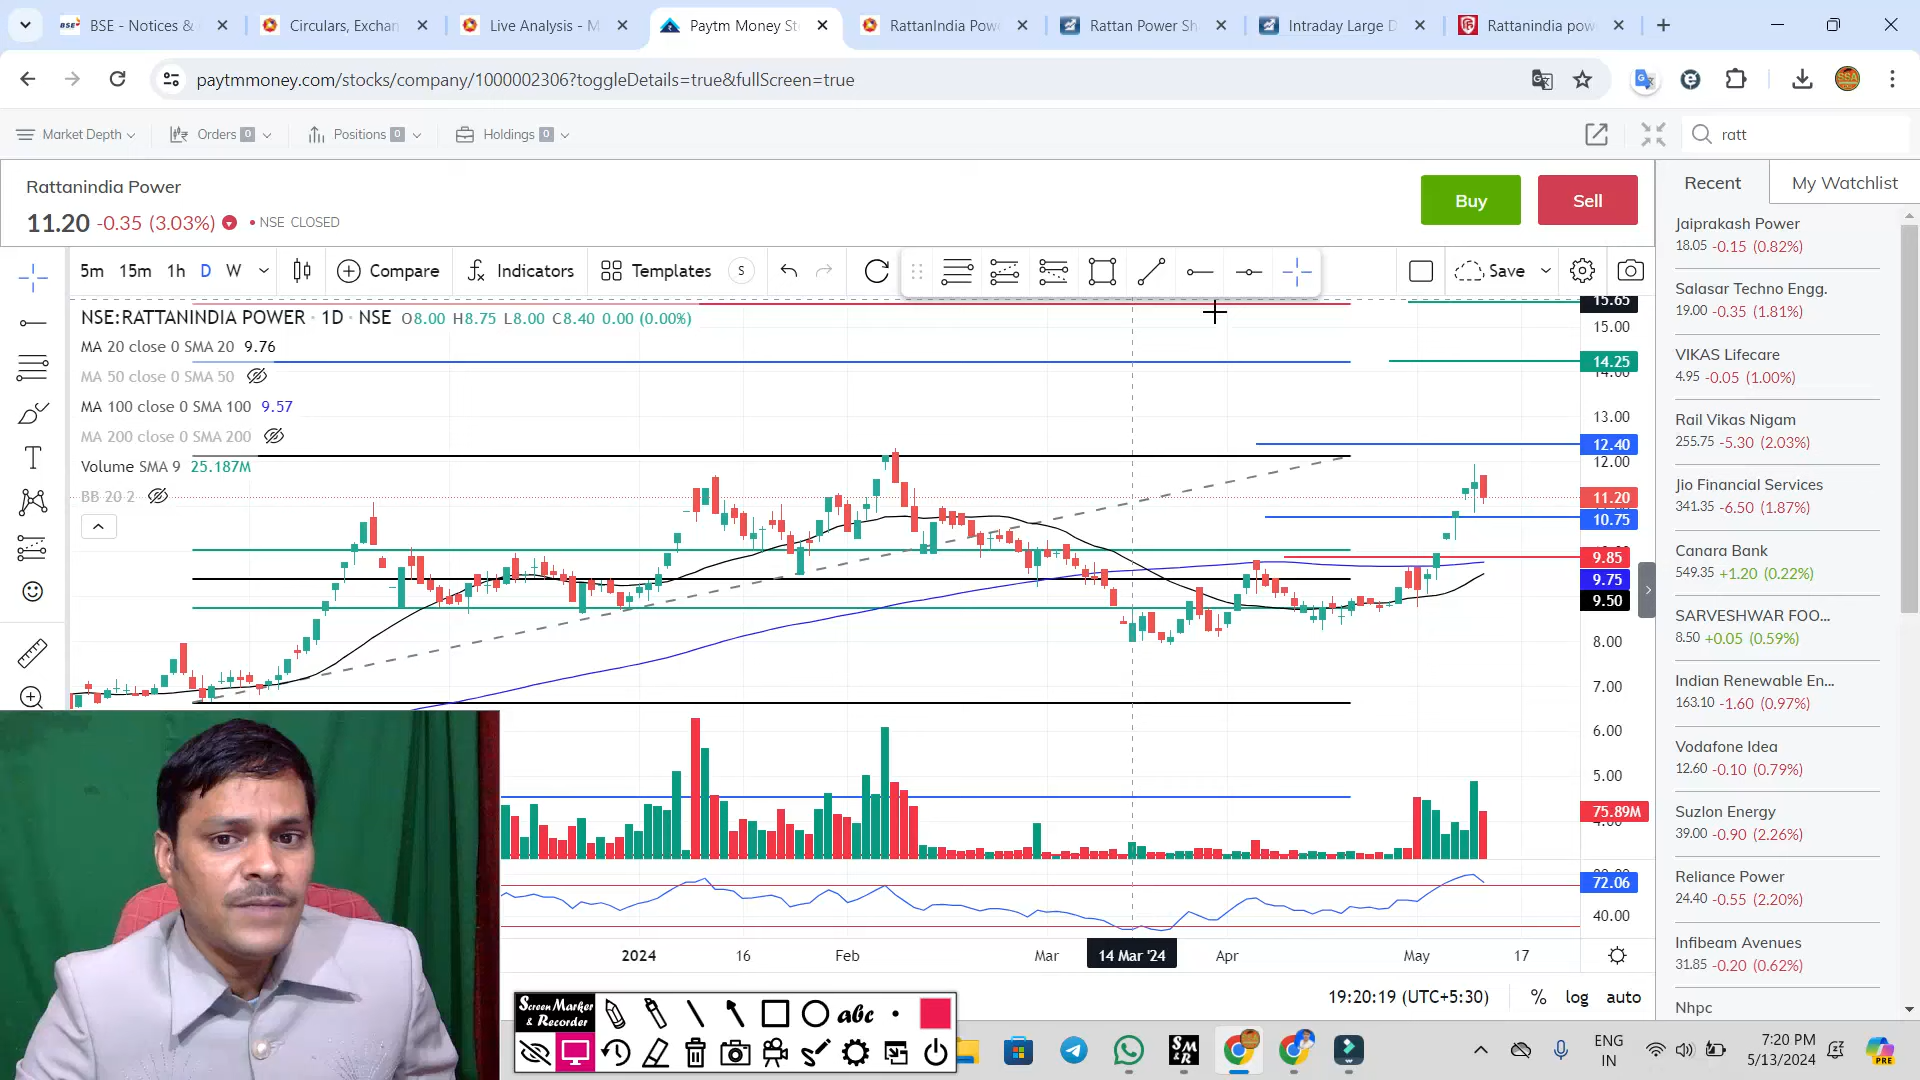 BSE - Notices &
Circulars, Exchan
Live Analysis - M
Paytm Money St
RattanIndia Pow
Rattan Power Sh
Intraday Large D
Rattanindia pow
paytmmoney.com/stocks/company/1000002306?toggleDetails=true&fullScreen=true
Market Depth
Orders 0
Positions 0
Holdings 0
ratt
Rattanindia Power
11.20 -0.35 (3.03%) • NSE CLOSED
Buy
Sell
Recent
My Watchlist
5m 15m 1h D W
Compare
Indicators
Templates
S
Save
NSE:RATTANINDIA POWER · 1D · NSE O8.00 H8.75 L8.00 C8.40 0.00 (0.00%)
MA 20 close 0 SMA 20 9.76
MA 50 close 0 SMA 50
MA 100 close 0 SMA 100 9.57
MA 200 close 0 SMA 200
Volume SMA 9 25.187M
BB 20 2
15.65
15.00
14.25
14.00
13.00
12.40
12.00
11.20
10.75
9.85
9.75
9.50
8.00
7.00
6.00
5.00
75.89M
4.00
72.06
40.00
2024
16
Feb
Mar
14 Mar '24
Apr
May
17
19:20:19 (UTC+5:30)
%
log
auto
Jaiprakash Power
18.05 -0.15 (0.82%)
Salasar Techno Engg.
19.00 -0.35 (1.81%)
VIKAS Lifecare
4.95 -0.05 (1.00%)
Rail Vikas Nigam
255.75 -5.30 (2.03%)
Jio Financial Services
341.35 -6.50 (1.87%)
Canara Bank
549.35 +1.20 (0.22%)
SARVESHWAR FOO...
8.50 +0.05 (0.59%)
Indian Renewable En...
163.10 -1.60 (0.97%)
Vodafone Idea
12.60 -0.10 (0.79%)
Suzlon Energy
39.00 -0.90 (2.26%)
Reliance Power
24.40 -0.55 (2.20%)
Infibeam Avenues
31.85 -0.20 (0.62%)
Nhpc
Screen Marker
& Recorder
abc
SM
&R
ENG
IN
7:20 PM
5/13/2024
PRE